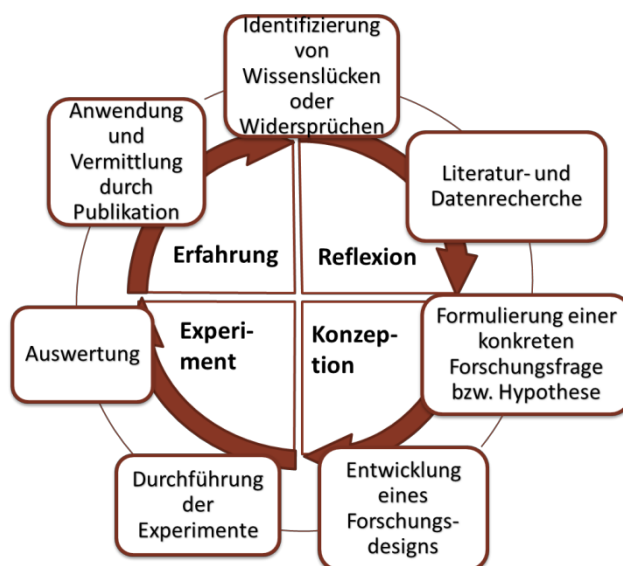 Identifizierung
von
Wissenslücken
oder
Widersprüchen
Literatur- und
Datenrecherche
Formulierung einer
konkreten
Forschungsfrage
bzw. Hypothese
Entwicklung
eines
Forschungs-
designs
Durchführung
der
Experimente
Auswertung
Anwendung
und
Vermittlung
durch
Publikation
Erfahrung
Reflexion
Experi-
ment
Konzep-
tion